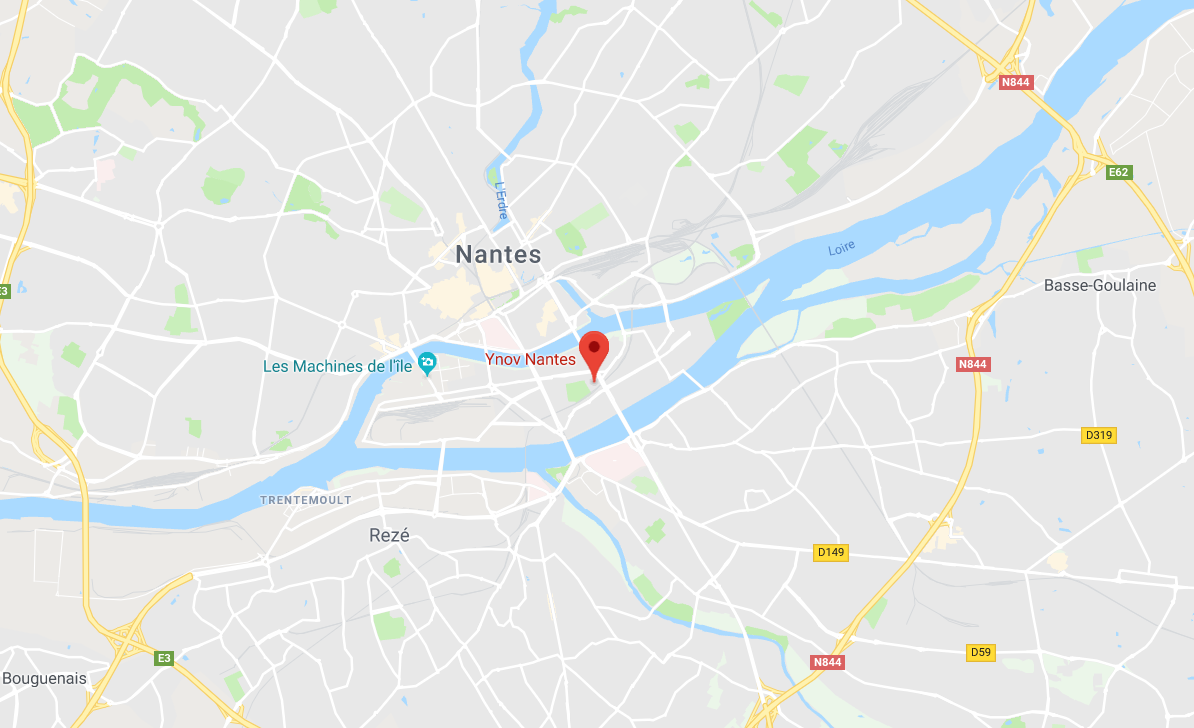 N844
E62
L'Erdre
Nantes
Loire
Basse-Goulaine
E3
Ynov Nantes
Les Machines de l'île
N844
D319
TRENTEMOULT
Rezé
D149
D59
E3
N844
Bouguenais